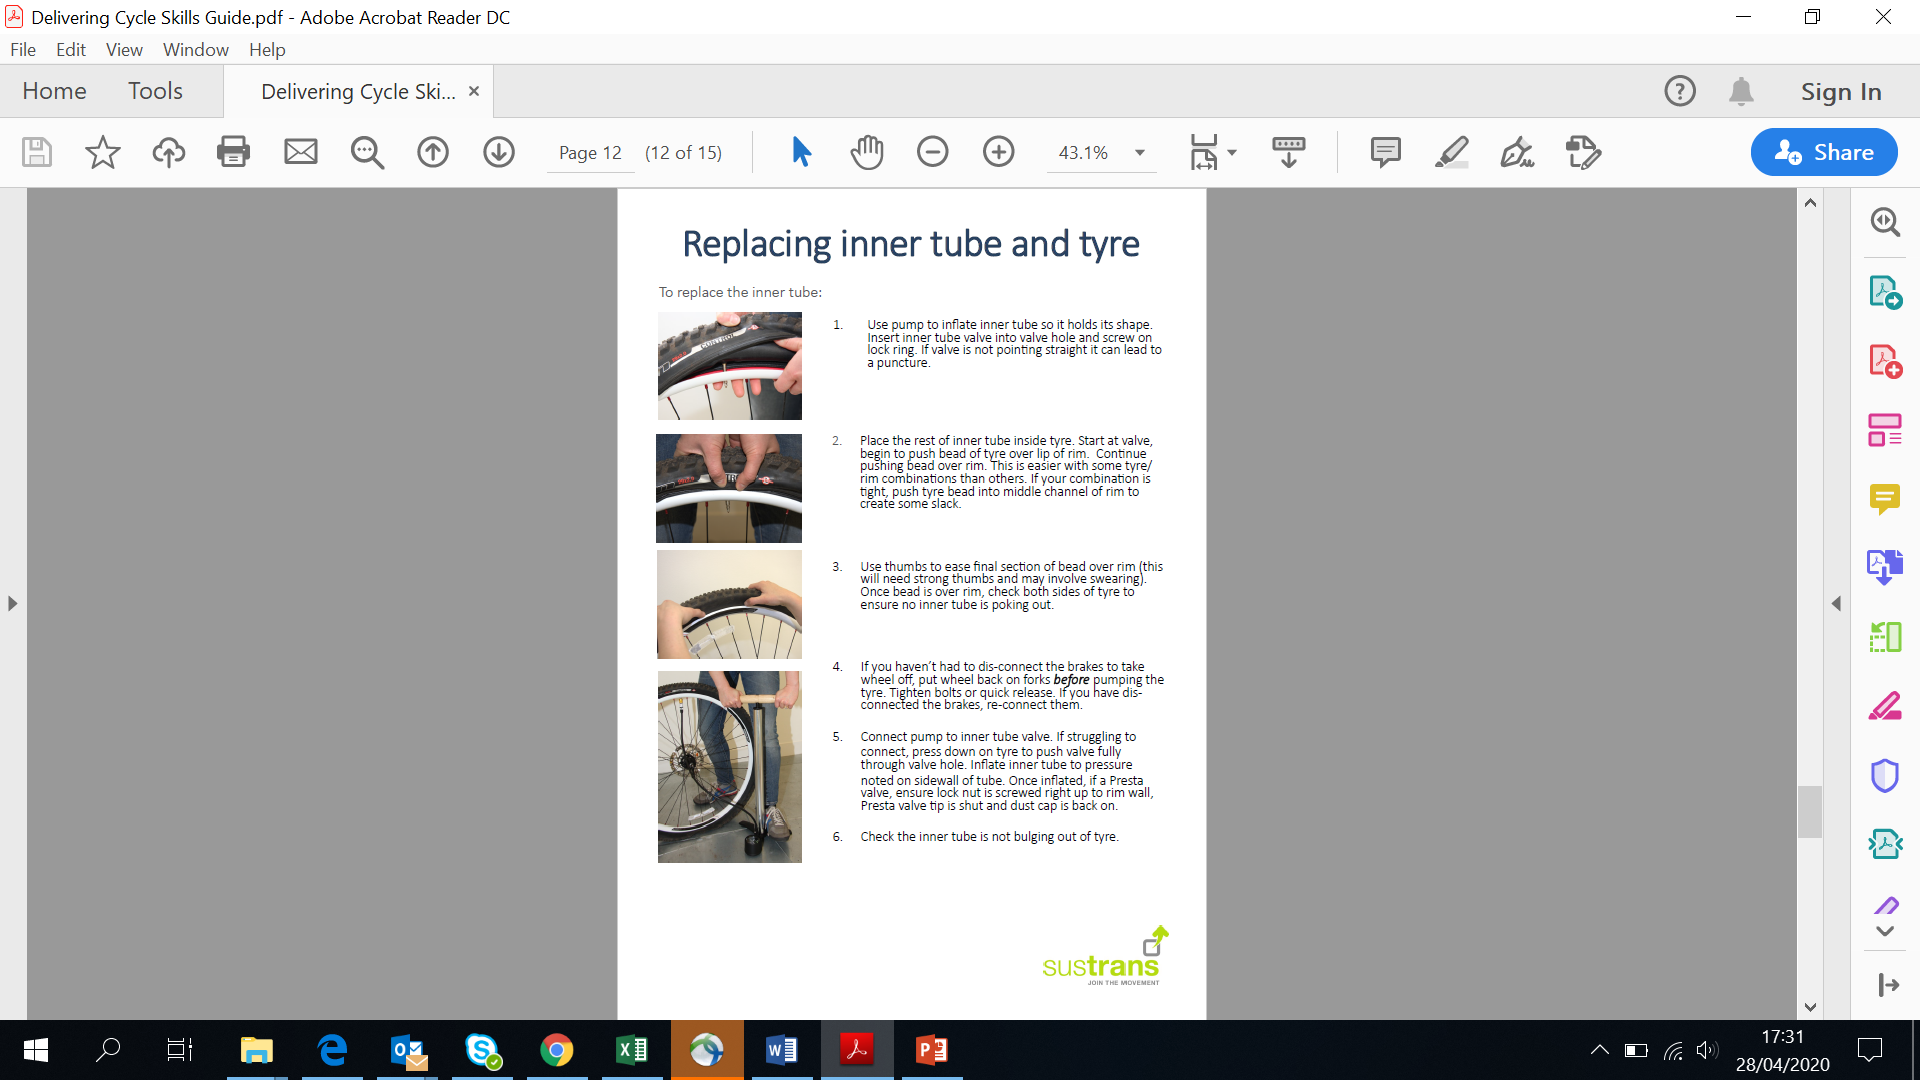 Delivering Cycle Skills Guide.pdf - Adobe Acrobat Reader DC
File Edit View Window Help
Home Tools Delivering Cycle Ski... × Sign In
Page 12 (12 of 15) 43.1% Share
Replacing inner tube and tyre
To replace the inner tube:
1. Use pump to inflate inner tube so it holds its shape.
Insert inner tube valve into valve hole and screw on
lock ring. If valve is not pointing straight it can lead to
a puncture.
2. Place the rest of inner tube inside tyre. Start at valve,
begin to push bead of tyre over lip of rim. Continue
pushing bead over rim. This is easier with some tyre/
rim combinations than others. If your combination is
tight, push tyre bead into middle channel of rim to
create some slack.
3. Use thumbs to ease final section of bead over rim (this
will need strong thumbs and may involve swearing).
Once bead is over rim, check both sides of tyre to
ensure no inner tube is poking out.
4. If you haven't had to dis-connect the brakes to take
wheel off, put wheel back on forks before pumping the
tyre. Tighten bolts or quick release. If you have dis-
connected the brakes, re-connect them.
5. Connect pump to inner tube valve. If struggling to
connect, press down on tyre to push valve fully
through valve hole. Inflate inner tube to pressure
noted on sidewall of tube. Once inflated, if a Presta
valve, ensure lock nut is screwed right up to rim wall,
Presta valve tip is shut and dust cap is back on.
6. Check the inner tube is not bulging out of tyre.
sustrans
JOIN THE MOVEMENT
17:31
28/04/2020